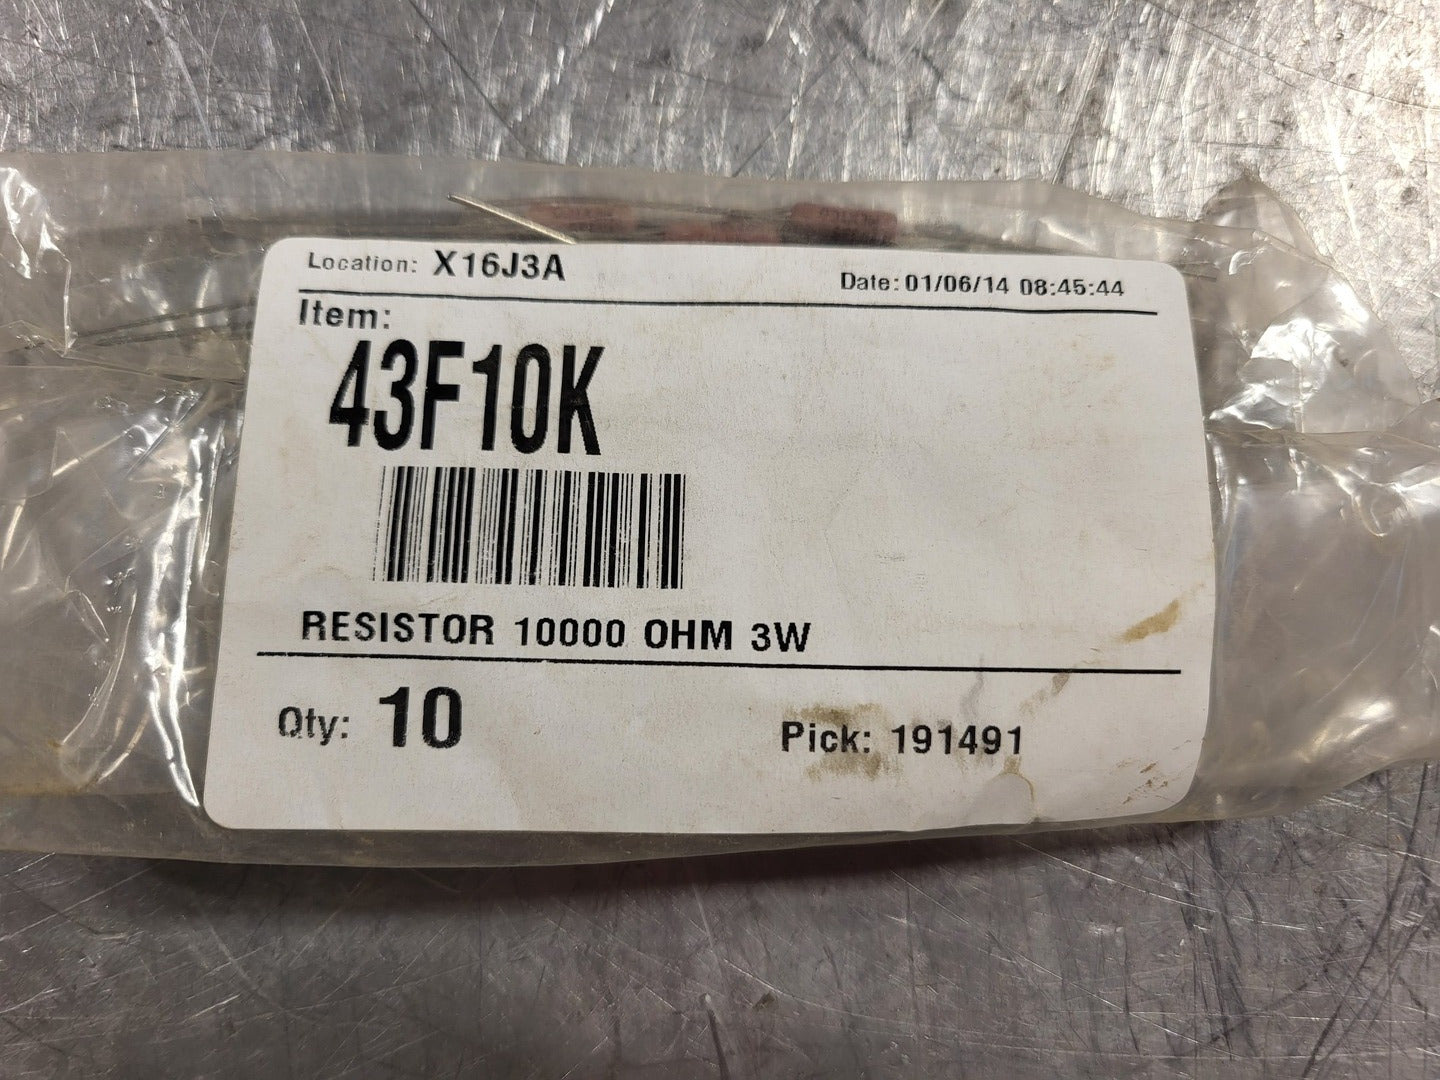 Location: X16J3A
Date: 01/06/14 08:45:44
Item:
43F10K
RESISTOR 10000 OHM 3W
Qty: 10
Pick: 191491